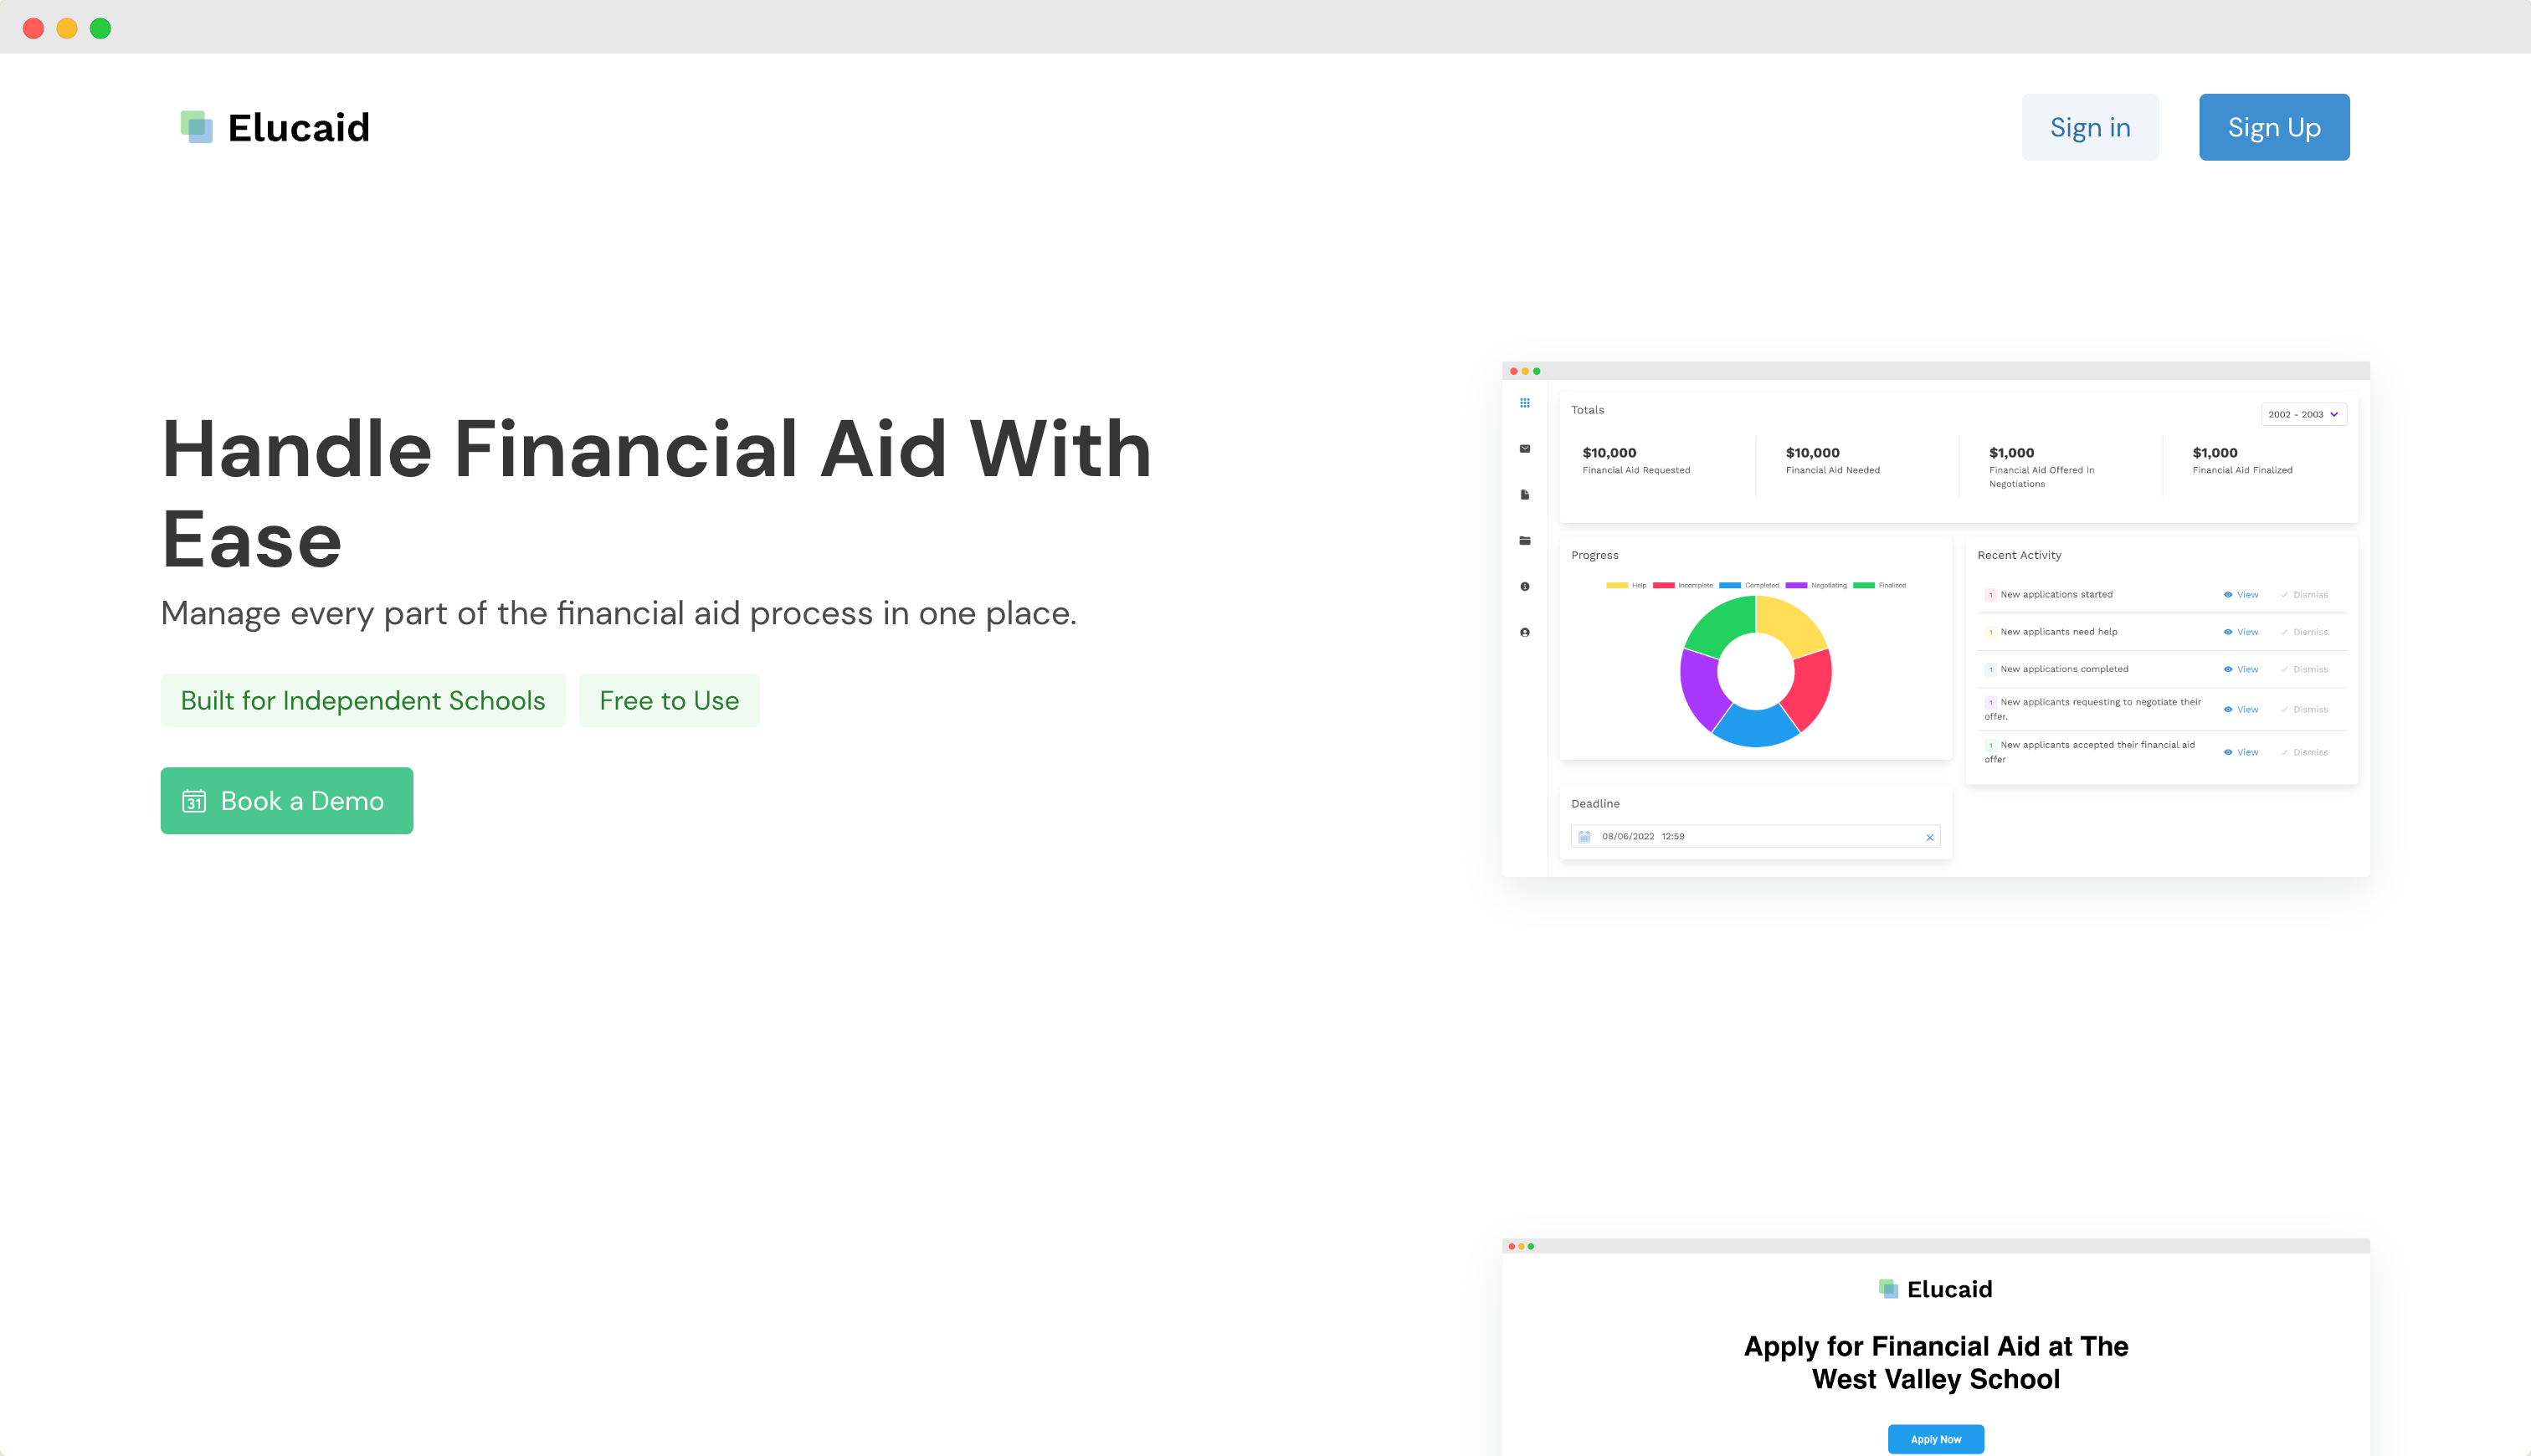 Elucaid
Sign in
Sign Up
Handle Financial Aid With
Ease
Manage every part of the financial aid process in one place.
Built for Independent Schools
Free to Use
31
Book a Demo
Totals
2002 - 2003
$10,000
Financial Aid Requested
$10,000
Financial Aid Needed
$1,000
Financial Aid Offered In
Negotiations
$1,000
Financial Aid Finalized
Progress
Help
Incomplete
Completed
Negotiating
Finalized
Recent Activity
1 New applications started
View
Dismiss
1 New applicants need help
View
Dismiss
1 New applications completed
View
Dismiss
1 New applicants requesting to negotiate their
offer.
View
Dismiss
1 New applicants accepted their financial aid
offer
View
Dismiss
Deadline
08/06/2022 12:59
Elucaid
Apply for Financial Aid at The
West Valley School
Apply Now